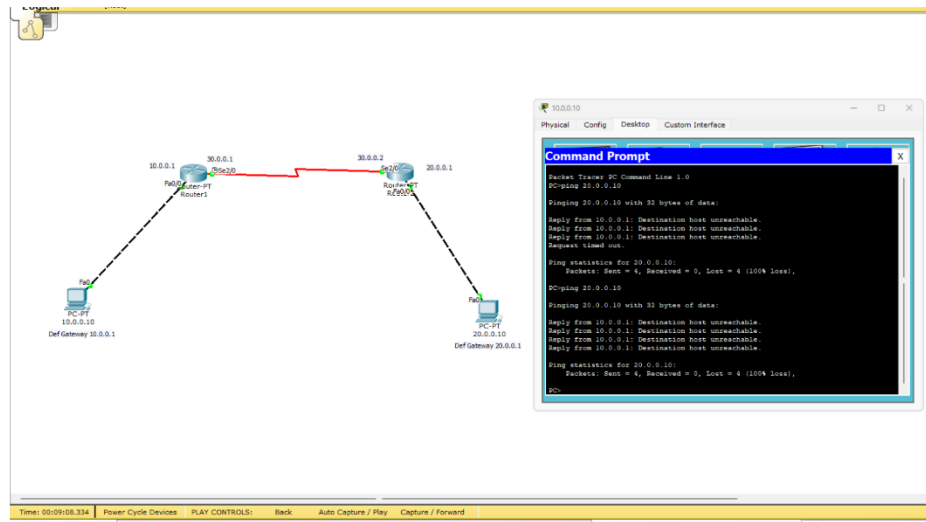 Logical
10.0.0.10
Physical Config Desktop Custom Interface
Command Prompt
X
Packet Tracer PC Command Line 1.0
PC>ping 20.0.0.10
Pinging 20.0.0.10 with 32 bytes of data:
Reply from 10.0.0.1: Destination host unreachable.
Reply from 10.0.0.1: Destination host unreachable.
Reply from 10.0.0.1: Destination host unreachable.
Request timed out.
Ping statistics for 20.0.0.10:
Packets: Sent = 4, Received = 0, Lost = 4 (100% loss),
PC>ping 20.0.0.10
Pinging 20.0.0.10 with 32 bytes of data:
Reply from 10.0.0.1: Destination host unreachable.
Reply from 10.0.0.1: Destination host unreachable.
Reply from 10.0.0.1: Destination host unreachable.
Reply from 10.0.0.1: Destination host unreachable.
Ping statistics for 20.0.0.10:
Packets: Sent = 4, Received = 0, Lost = 4 (100% loss),
PC>
10.0.0.1
30.0.0.1
Se2/0
Fa0/0
Router1
30.0.0.2
Se2/0
20.0.0.1
Router-PT
Fa0/0
Fa0
PC-PT
10.0.0.10
Def Gateway 10.0.0.1
Fa0
PC-PT
20.0.0.10
Def Gateway 20.0.0.1
Time: 00:09:08.334 Power Cycle Devices PLAY CONTROLS: Back Auto Capture / Play Capture / Forward